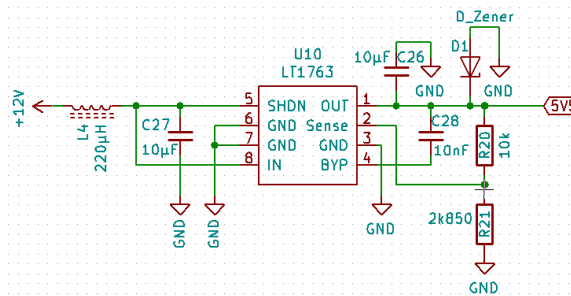 D_Zener
D1
GND
10µF C26
GND
U10
LT1763
+12V
L4
220µH
C27
10µF
GND
GND
5 SHDN OUT 1
6 GND Sense 2
7 GND GND 3
8 IN BYP 4
C28
10nF
GND
R20
10k
2k850
R21
GND